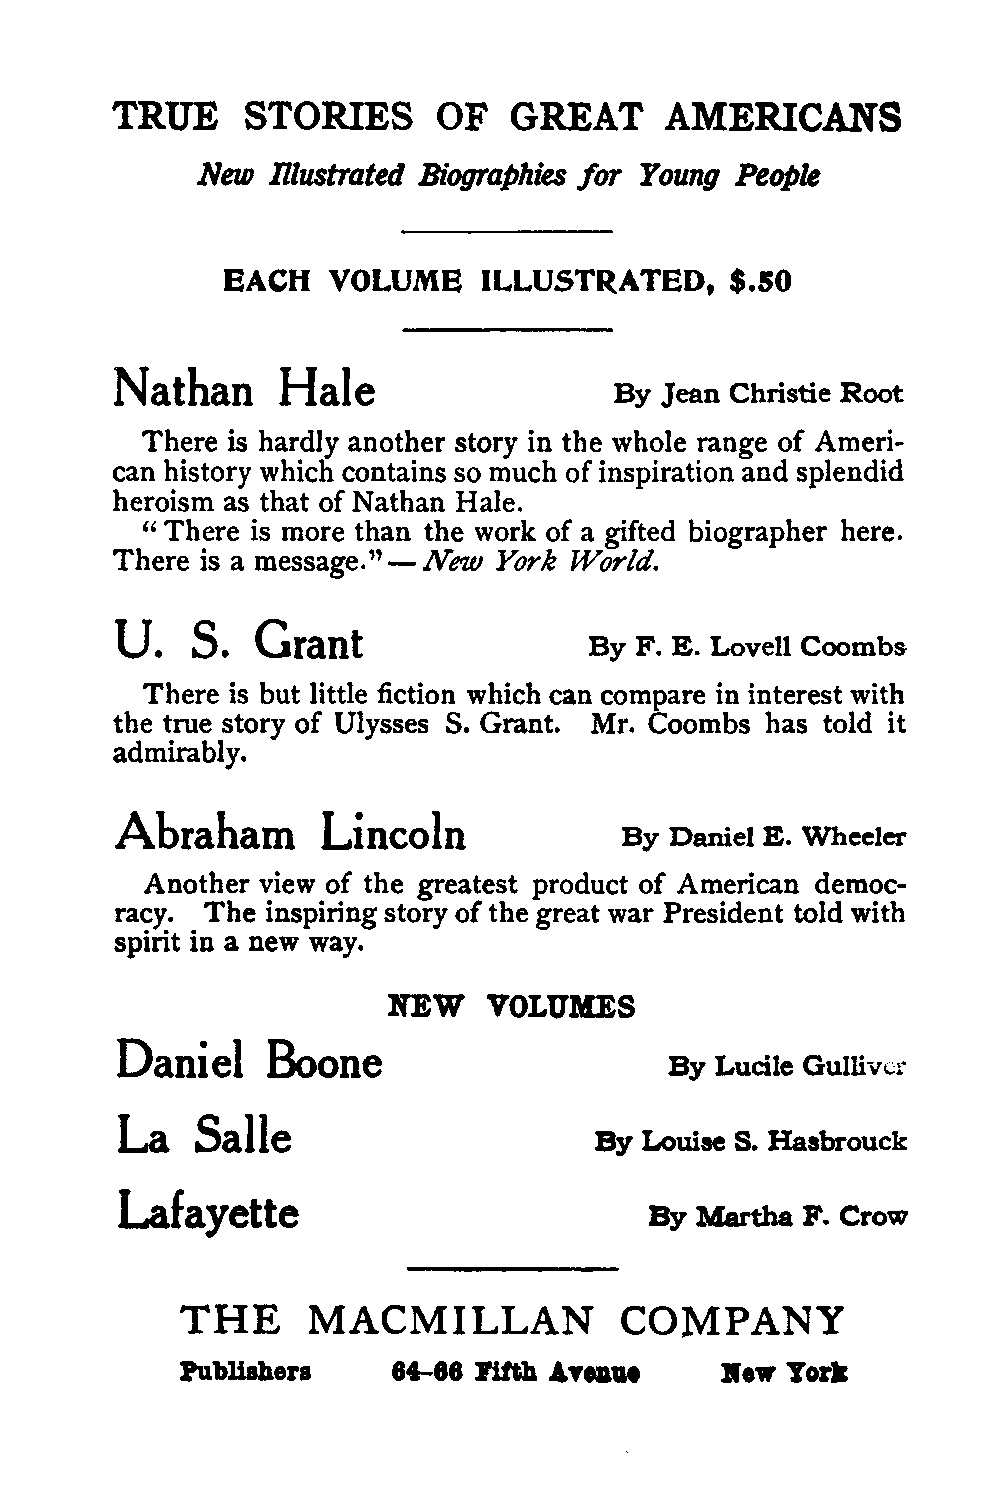 TRUE STORIES OF GREAT AMERICANS
New Illustrated Biographies for Young People
EACH VOLUME ILLUSTRATED, $.50
Nathan Hale By Jean Christie Root
There is hardly another story in the whole range of Ameri-
can history which contains so much of inspiration and splendid
heroism as that of Nathan Hale.
“There is more than the work of a gifted biographer here.
There is a message.”—New York World.
U. S. Grant By F. E. Lovell Coombs
There is but little fiction which can compare in interest with
the true story of Ulysses S. Grant. Mr. Coombs has told it
admirably.
Abraham Lincoln By Daniel E. Wheeler
Another view of the greatest product of American democ-
racy. The inspiring story of the great war President told with
spirit in a new way.
NEW VOLUMES
Daniel Boone By Lucile Gulliver
La Salle By Louise S. Hasbrouck
Lafayette By Martha F. Crow
THE MACMILLAN COMPANY
Publishers 64–66 Fifth Avenue New York